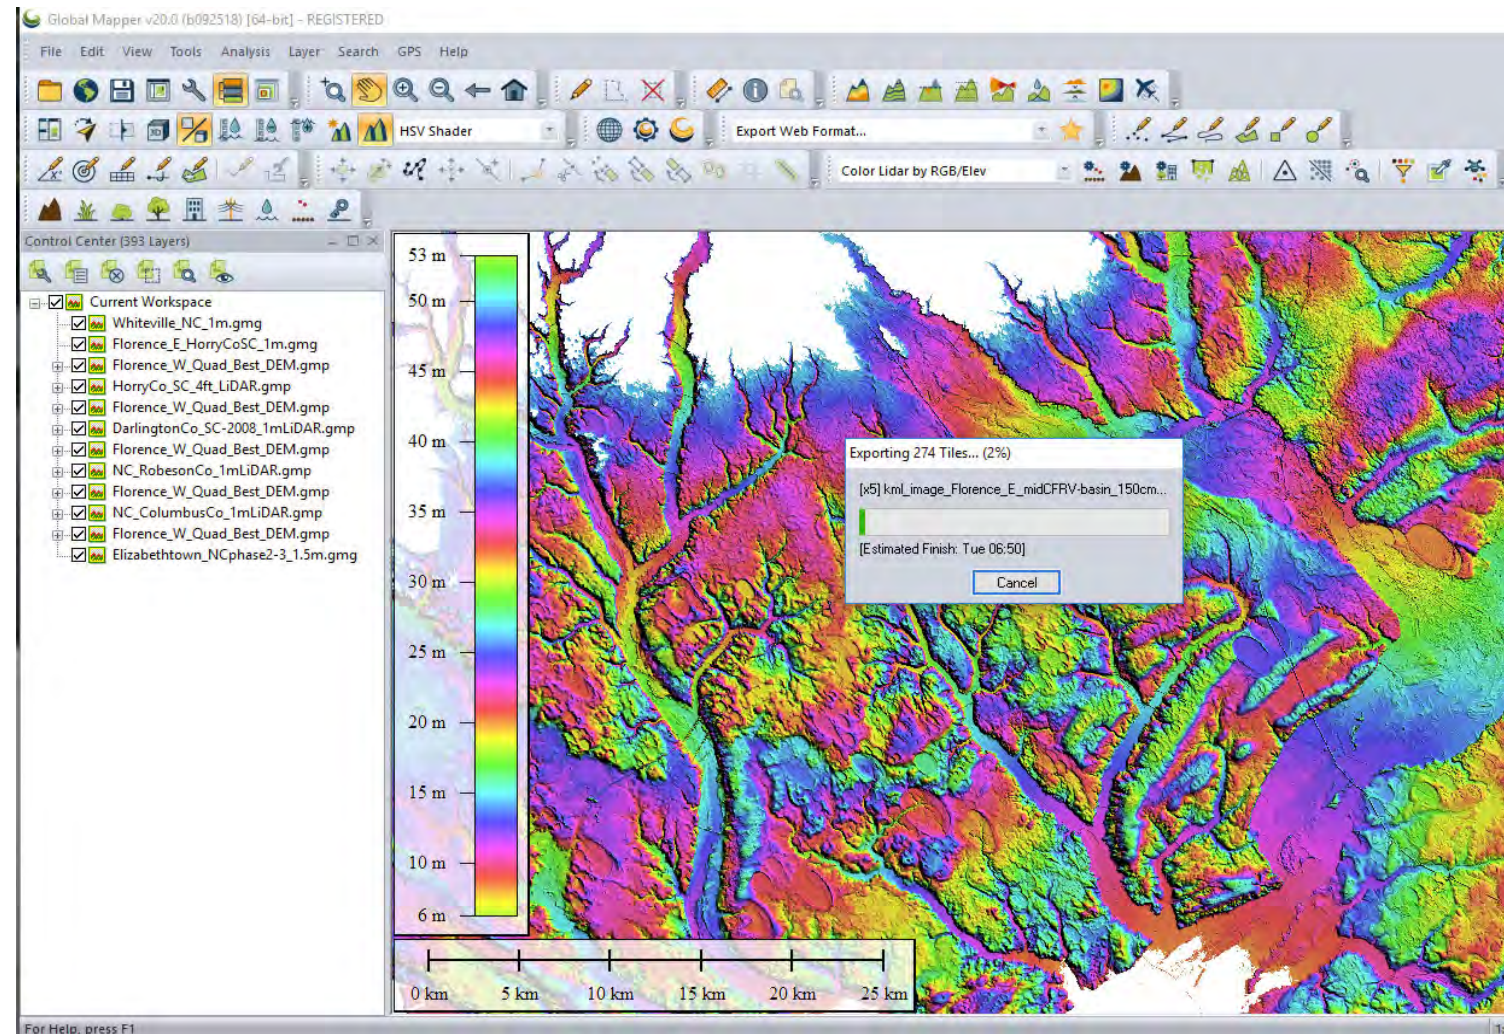 Global Mapper v20.0 (b092518) [64-bit] - REGISTERED
File Edit View Tools Analysis Layer Search GPS Help
HSV Shader
Export Web Format...
Color Lidar by RGB/Elev
Control Center (393 Layers)
Current Workspace
Whiteville_NC_1m.gmg
Florence_E_HorryCoSC_1m.gmg
Florence_W_Quad_Best_DEM.gmp
HorryCo_SC_4ft_LiDAR.gmp
Florence_W_Quad_Best_DEM.gmp
DarlingtonCo_SC-2008_1mLiDAR.gmp
Florence_W_Quad_Best_DEM.gmp
NC_RobesonCo_1mLiDAR.gmp
Florence_W_Quad_Best_DEM.gmp
NC_ColumbusCo_1mLiDAR.gmp
Florence_W_Quad_Best_DEM.gmp
Elizabethtown_NCphase2-3_1.5m.gmg
53 m
50 m
45 m
40 m
35 m
30 m
25 m
20 m
15 m
10 m
6 m
0 km 5 km 10 km 15 km 20 km 25 km
Exporting 274 Tiles... (2%)
[x5] kml_image_Florence_E_midCFRV-basin_150cm...
[Estimated Finish: Tue 06:50]
Cancel
For Help, press F1